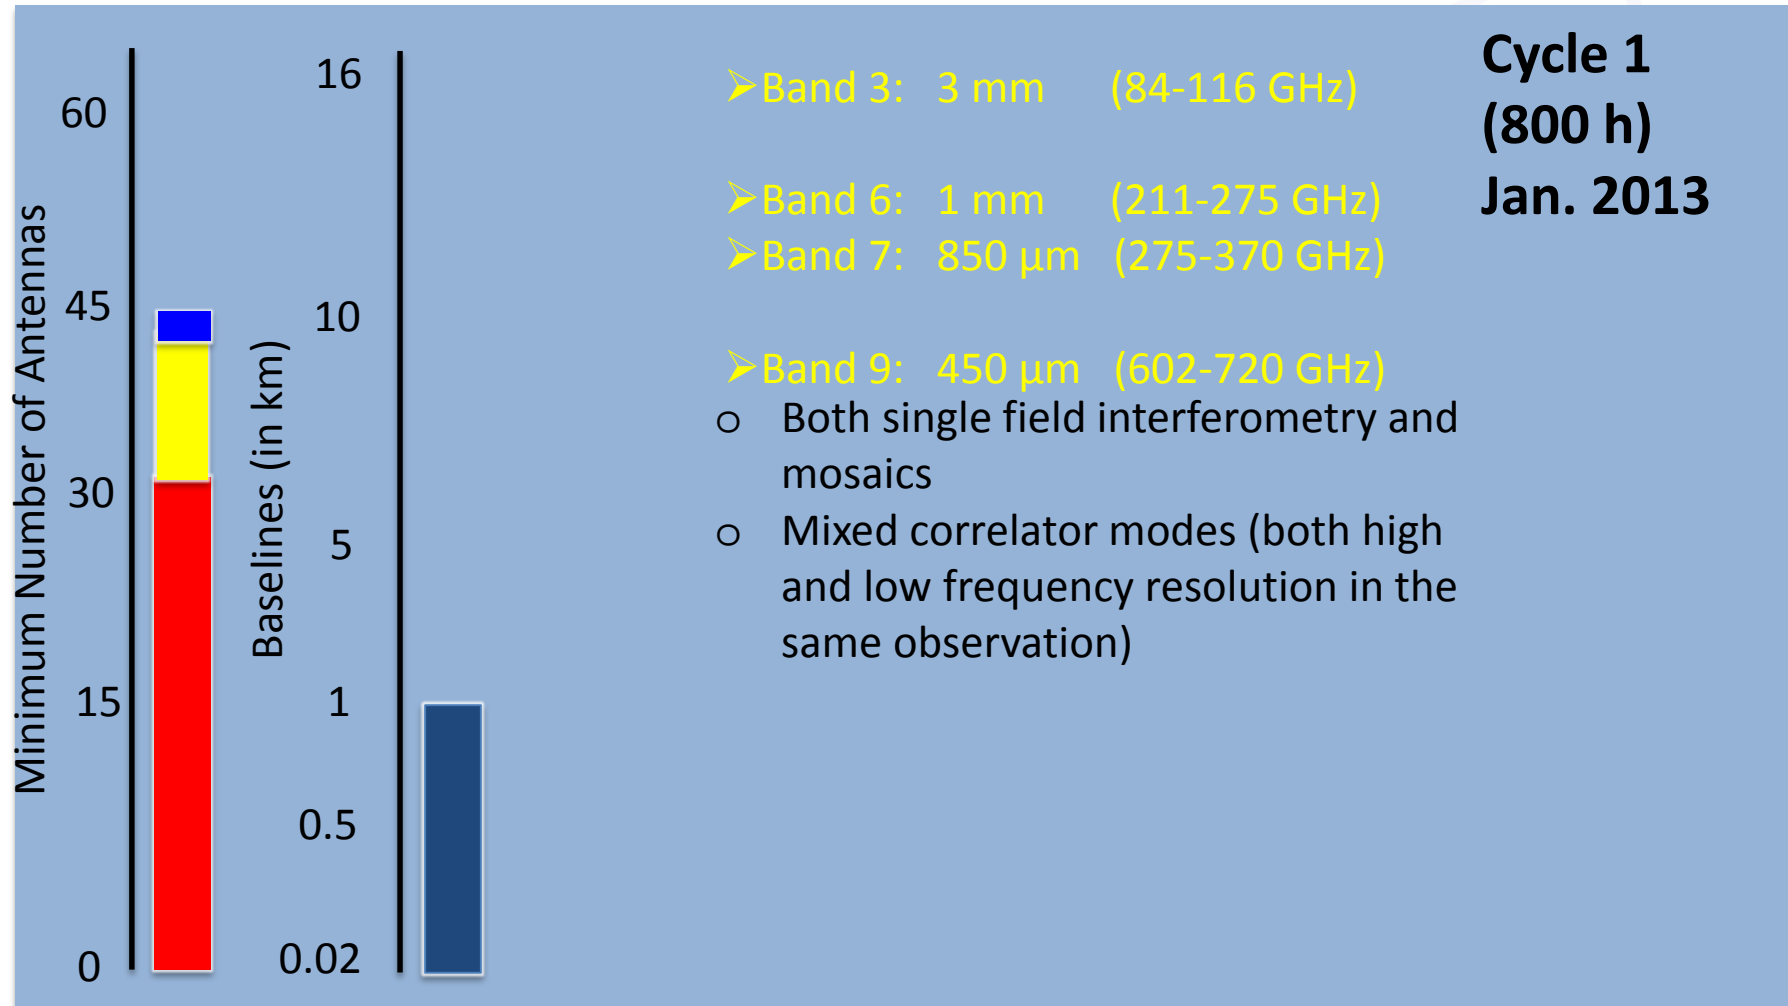 Minimum Number of Antennas
60
45
30
15
0
Baselines (in km)
16
10
5
1
0.5
0.02
➢Band 3: 3 mm (84-116 GHz)
➢Band 6: 1 mm (211-275 GHz)
➢Band 7: 850 µm (275-370 GHz)
➢Band 9: 450 µm (602-720 GHz)
o Both single field interferometry and
mosaics
o Mixed correlator modes (both high
and low frequency resolution in the
same observation)
Cycle 1
(800 h)
Jan. 2013